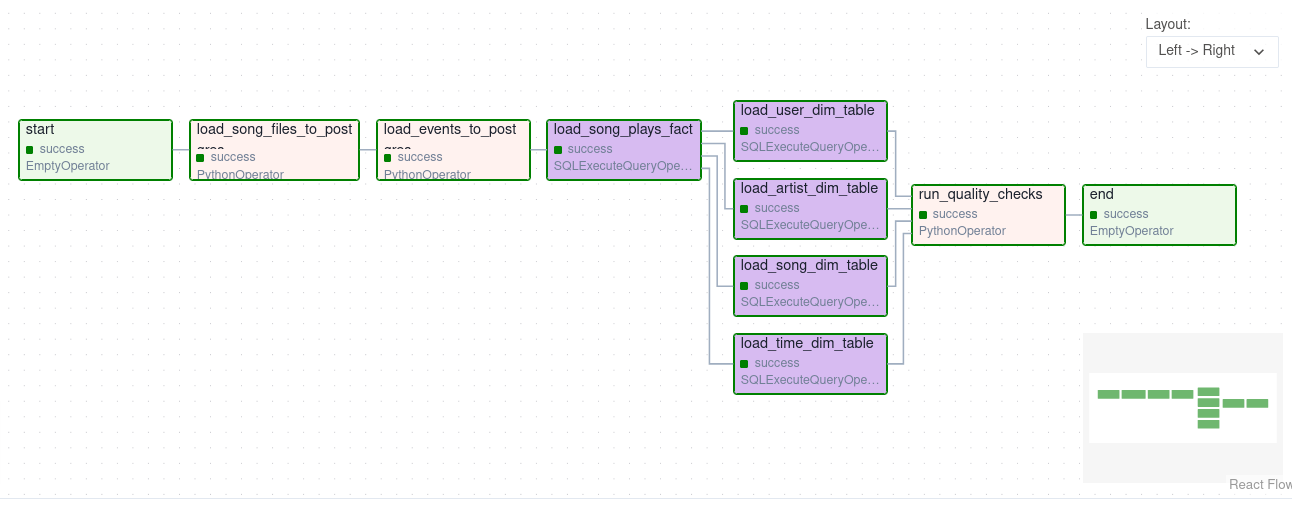 Layout:
Left -> Right
start
success
EmptyOperator
load_song_files_to_post
gres
success
PythonOperator
load_events_to_post
gres
success
PythonOperator
load_song_plays_fact
success
SQLExecuteQueryOpe...
load_user_dim_table
success
SQLExecuteQueryOpe...
load_artist_dim_table
success
SQLExecuteQueryOpe...
load_song_dim_table
success
SQLExecuteQueryOpe...
load_time_dim_table
success
SQLExecuteQueryOpe...
run_quality_checks
success
PythonOperator
end
success
EmptyOperator
React Flow